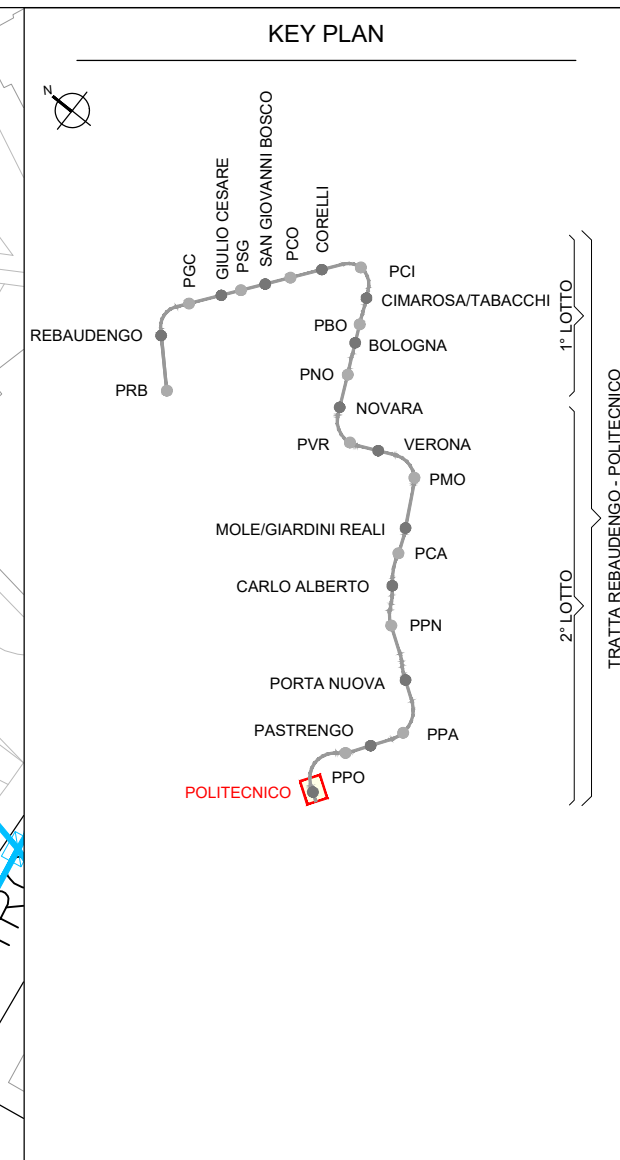 KEY PLAN
N
PGC
GIULIO CESARE
PSG
SAN GIOVANNI BOSCO
PCO
CORELLI
PCI
CIMAROSA/TABACCHI
REBAUDENGO
PBO
BOLOGNA
PNO
PRB
NOVARA
PVR
VERONA
PMO
MOLE/GIARDINI REALI
PCA
CARLO ALBERTO
PPN
PORTA NUOVA
PASTRENGO
PPA
PPO
POLITECNICO
1° LOTTO
2° LOTTO
TRATTA REBAUDENGO - POLITECNICO